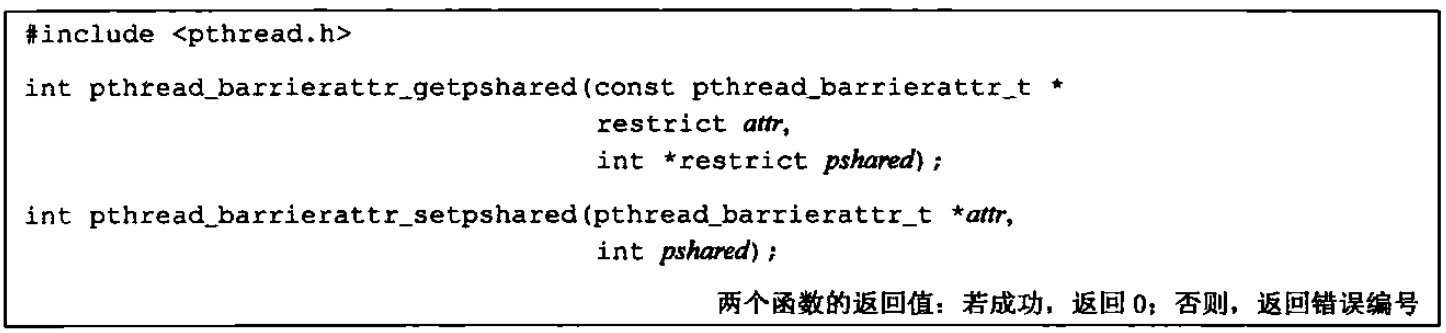 #include <pthread.h>
int pthread_barrierattr_getpshared(const pthread_barrierattr_t *
restrict attr,
int *restrict pshared);
int pthread_barrierattr_setpshared(pthread_barrierattr_t *attr,
int pshared);
两个函数的返回值：若成功，返回0；否则，返回错误编号